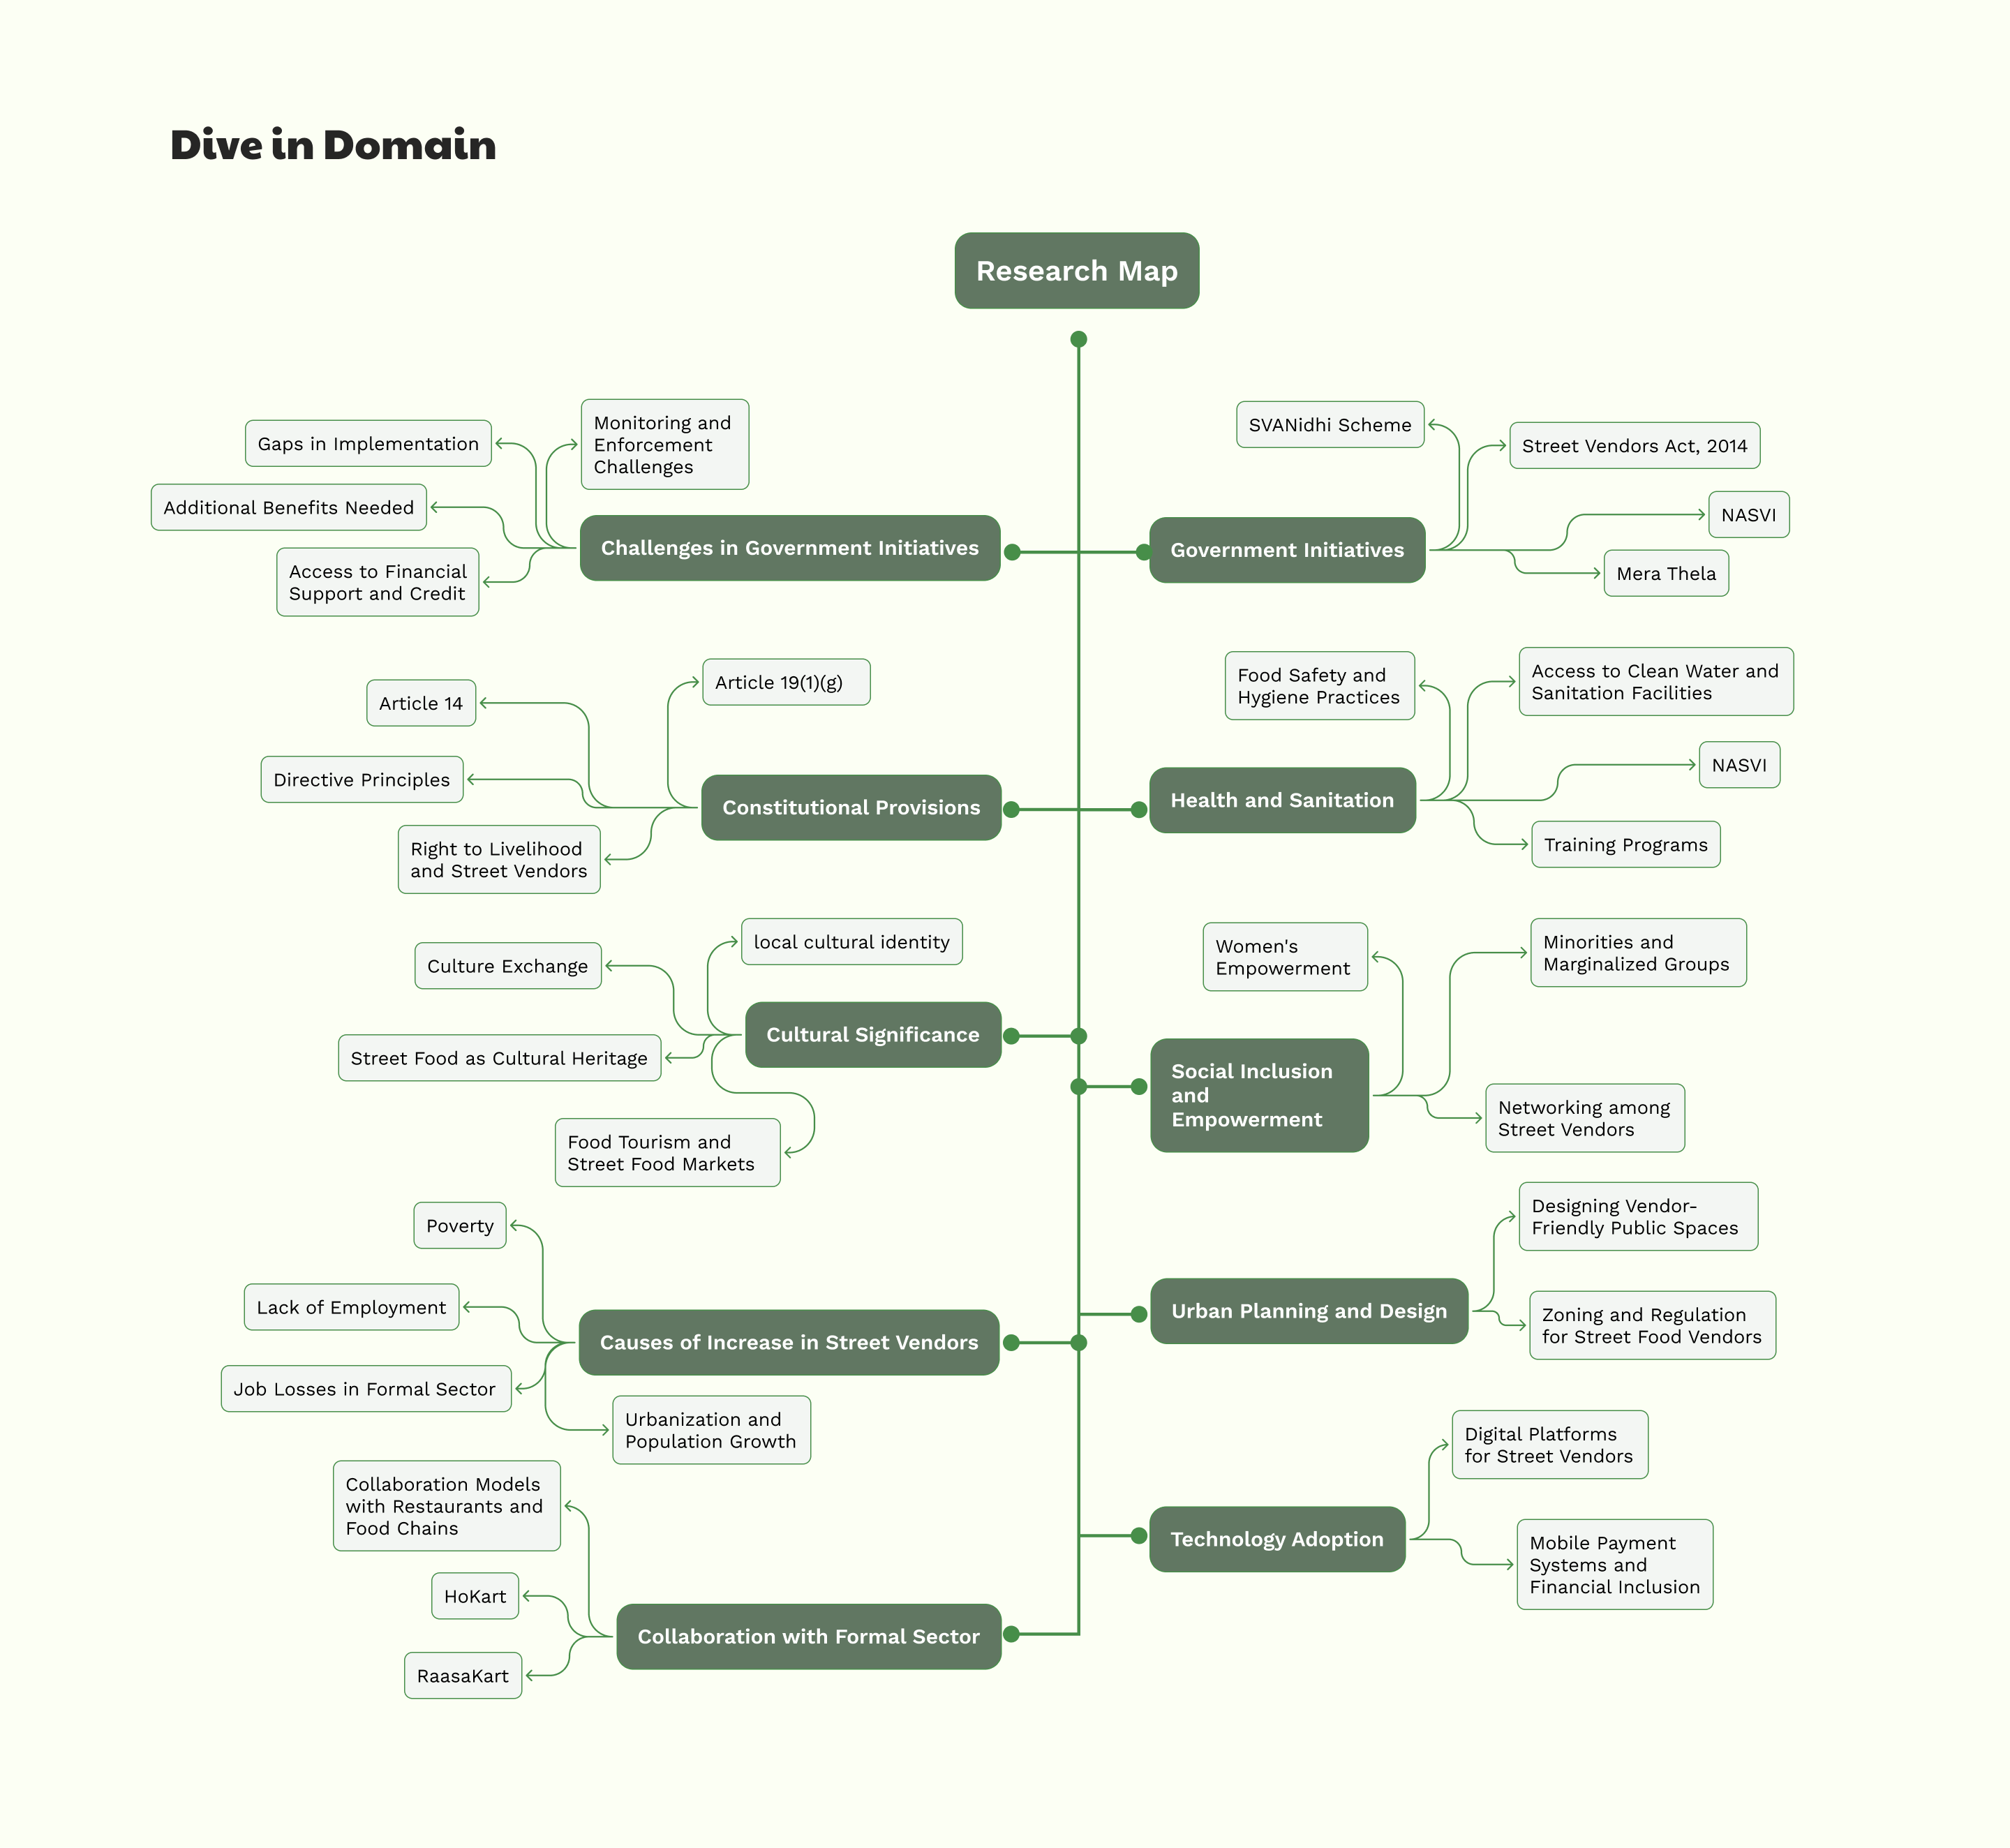 Dive in Domain
Research Map
Monitoring and
Enforcement
Challenges
Gaps in Implementation
Additional Benefits Needed
Access to Financial
Support and Credit
Challenges in Government Initiatives
SVANidhi Scheme
Street Vendors Act, 2014
NASVI
Mera Thela
Government Initiatives
Article 19(1)(g)
Article 14
Directive Principles
Right to Livelihood
and Street Vendors
Constitutional Provisions
Food Safety and
Hygiene Practices
Access to Clean Water and
Sanitation Facilities
NASVI
Training Programs
Health and Sanitation
local cultural identity
Culture Exchange
Street Food as Cultural Heritage
Food Tourism and
Street Food Markets
Cultural Significance
Women's
Empowerment
Minorities and
Marginalized Groups
Networking among
Street Vendors
Social Inclusion
and
Empowerment
Poverty
Lack of Employment
Job Losses in Formal Sector
Urbanization and
Population Growth
Causes of Increase in Street Vendors
Designing Vendor-
Friendly Public Spaces
Zoning and Regulation
for Street Food Vendors
Urban Planning and Design
Collaboration Models
with Restaurants and
Food Chains
HoKart
RaasaKart
Collaboration with Formal Sector
Digital Platforms
for Street Vendors
Mobile Payment
Systems and
Financial Inclusion
Technology Adoption